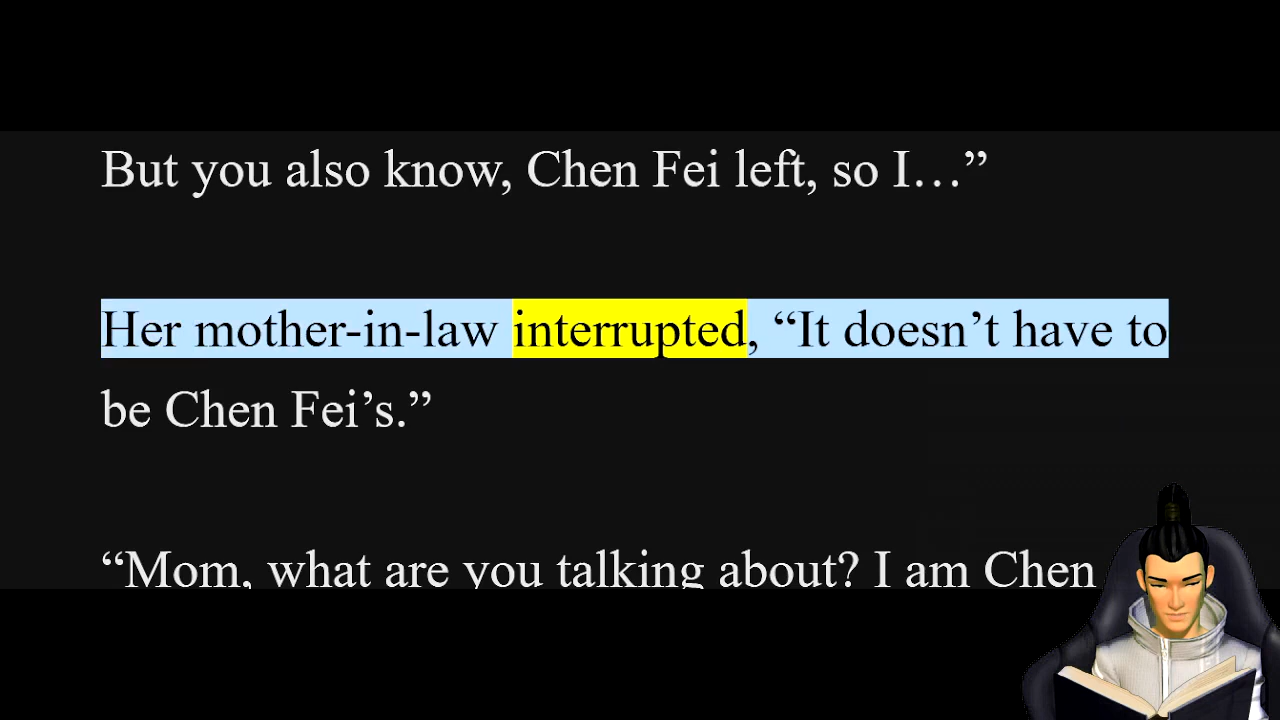 But you also know, Chen Fei left, so I…”
Her mother-in-law interrupted, “It doesn’t have to
be Chen Fei’s.”
“Mom, what are you talking about? I am Chen